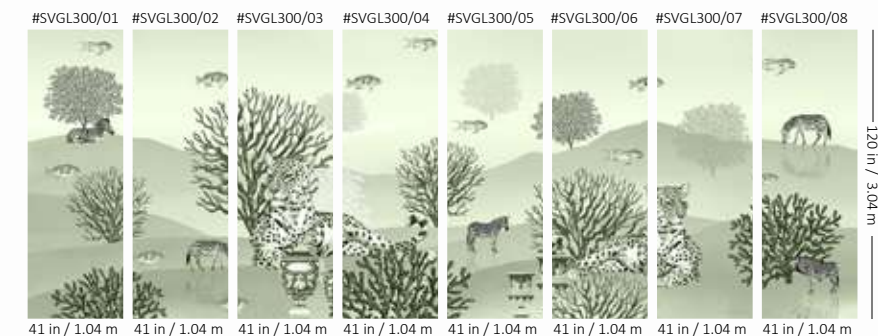 #SVGL300/01 #SVGL300/02 #SVGL300/03 #SVGL300/04 #SVGL300/05 #SVGL300/06 #SVGL300/07 #SVGL300/08
120 in / 3.04 m
41 in / 1.04 m 41 in / 1.04 m 41 in / 1.04 m 41 in / 1.04 m 41 in / 1.04 m 41 in / 1.04 m 41 in / 1.04 m 41 in / 1.04 m